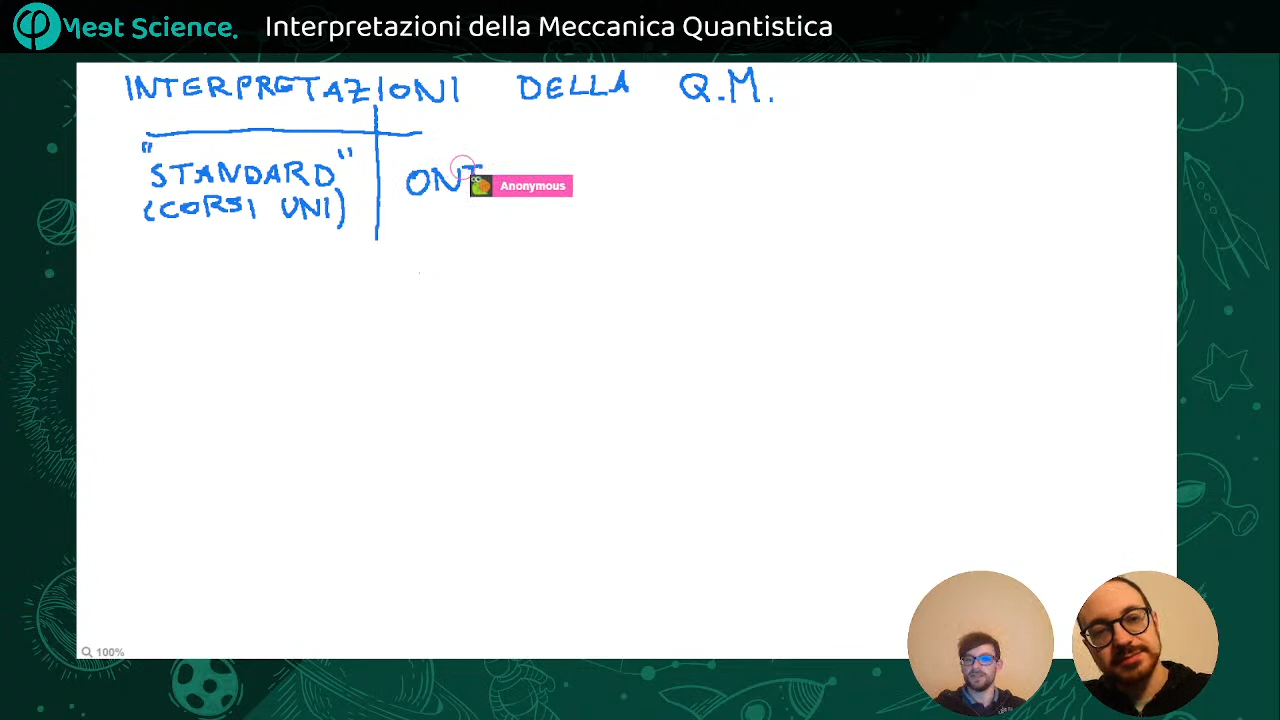 Meet Science.
Interpretazioni della Meccanica Quantistica
INTERPRETAZIONI DELLA Q.M.
"STANDARD"
(CORSI UNI)
ONT
Anonymous
100%